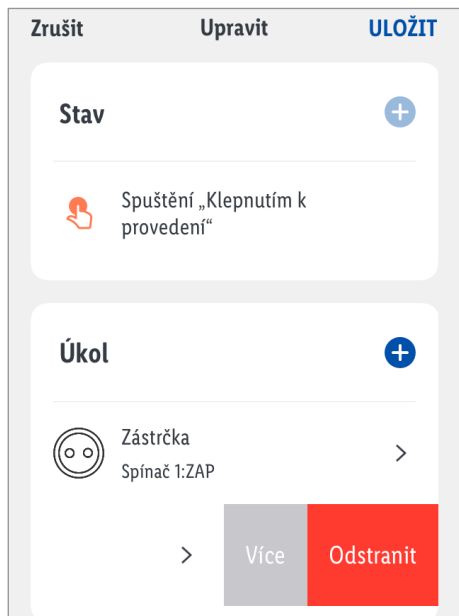 Zrušit Upravit ULOŽIT
Stav
Spuštění „Klepnutím k
provedení“
Úkol
Zástrčka
Spínač 1:ZAP
Více Odstranit